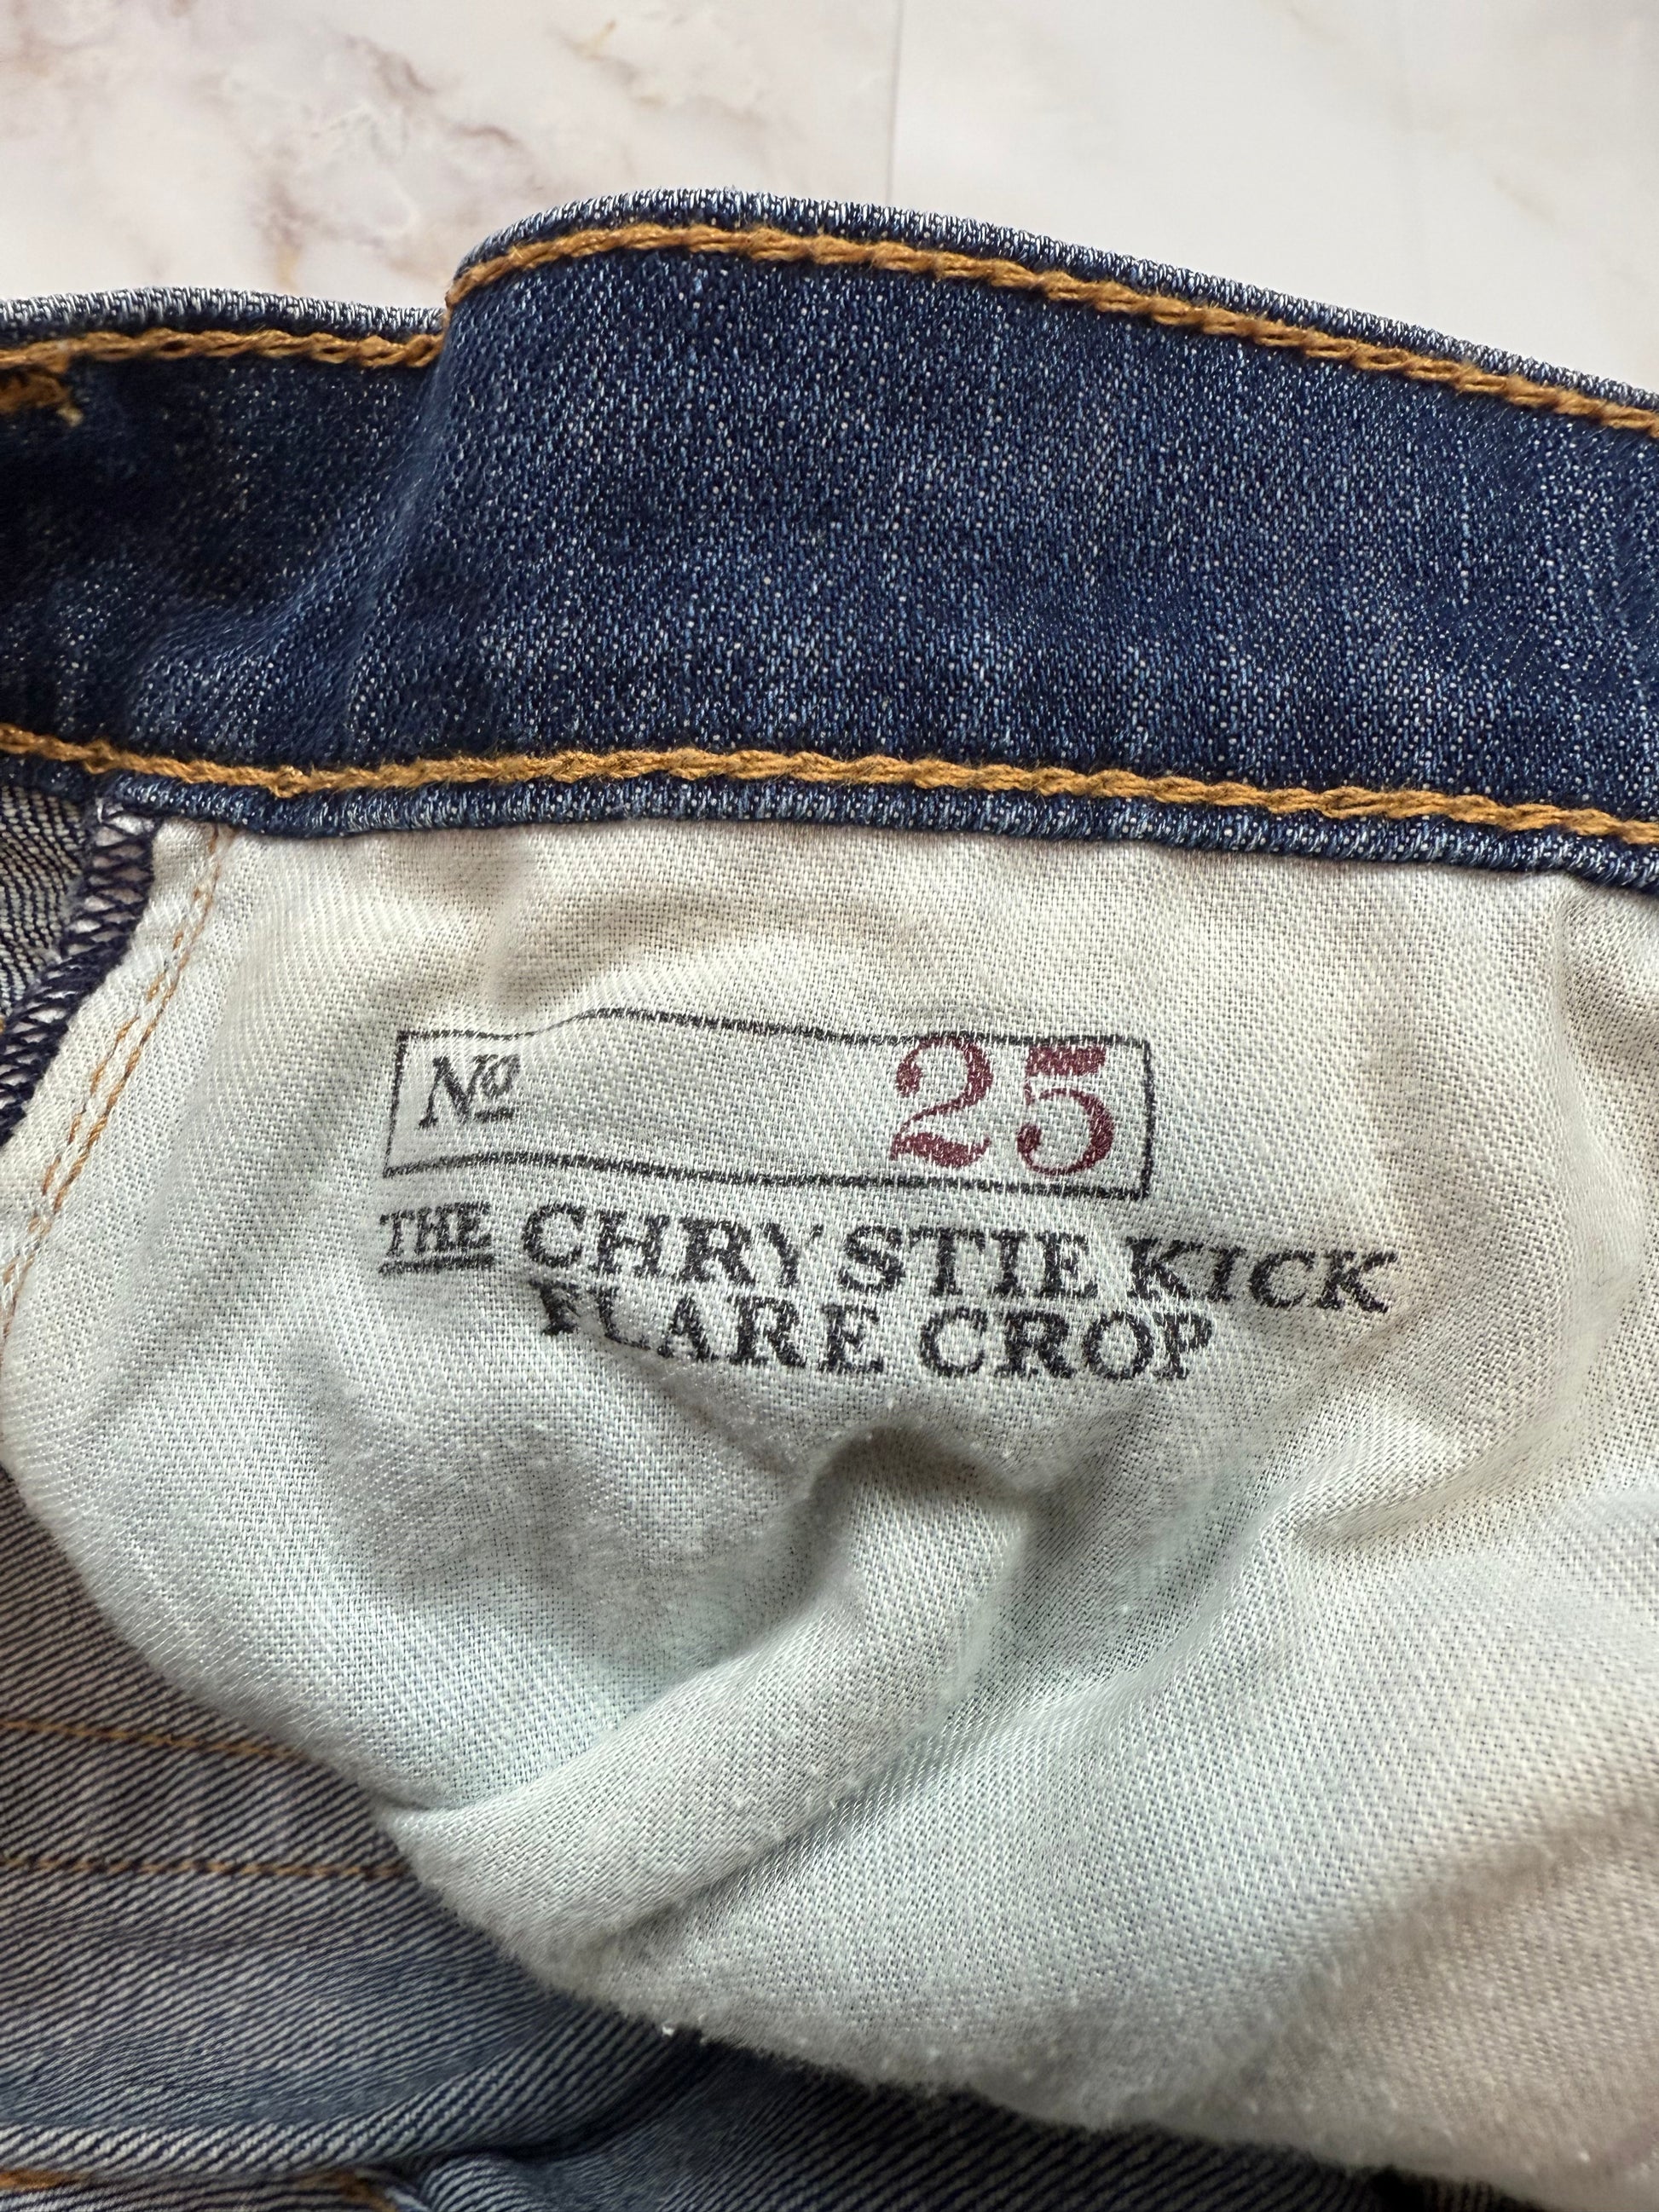 No 25
THE CHRYSTIE KICK
FLARE CROP